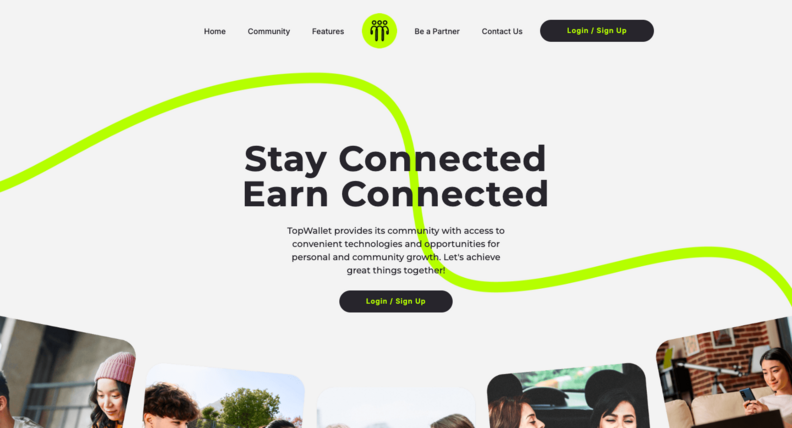 Home
Community
Features
Be a Partner
Contact Us
Login / Sign Up
Stay Connected
Earn Connected
TopWallet provides its community with access to
convenient technologies and opportunities for
personal and community growth. Let's achieve
great things together!
Login / Sign Up